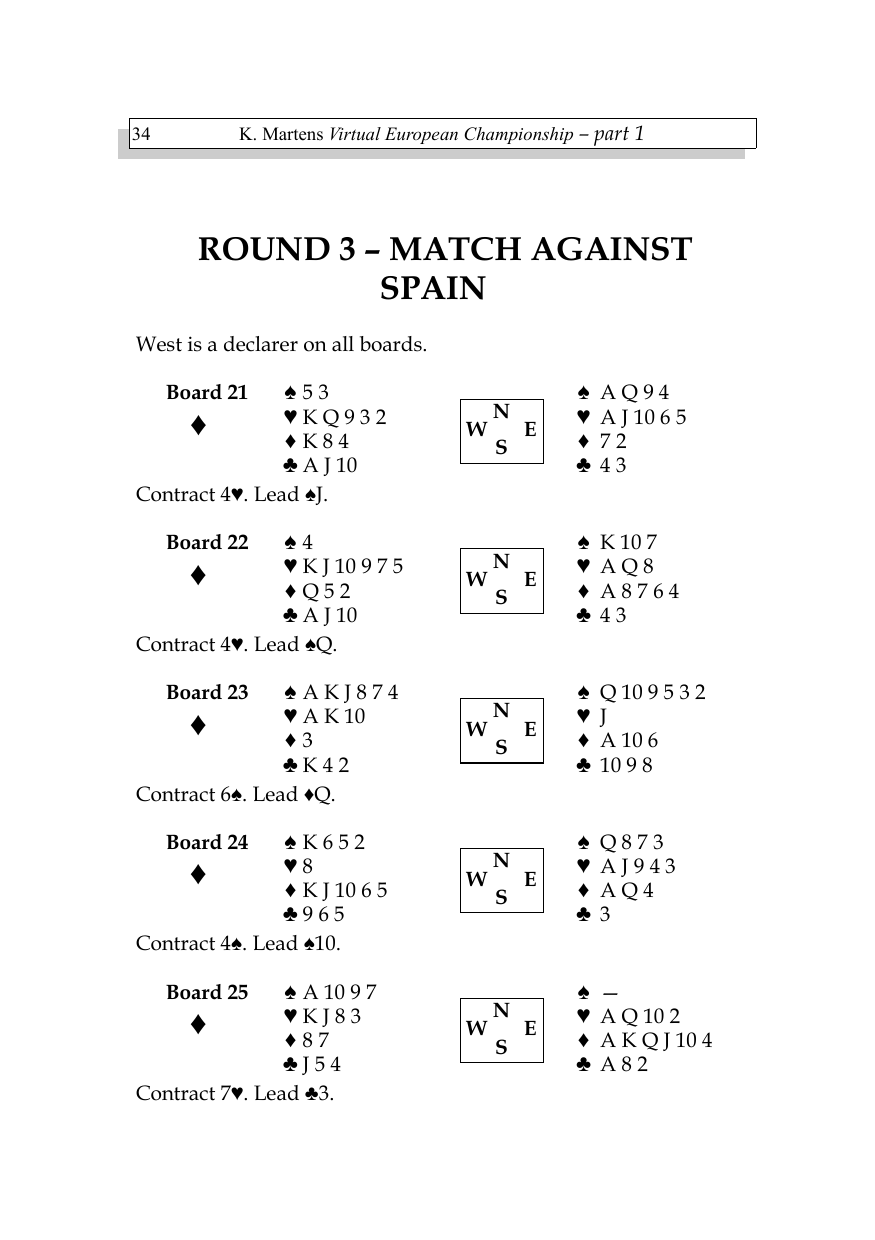 34 K. Martens Virtual European Championship – part 1
ROUND 3 – MATCH AGAINST
SPAIN
West is a declarer on all boards.
Board 21 ♠ 5 3 ♠ A Q 9 4
♦ ♥ K Q 9 3 2 N ♥ A J 10 6 5
♦ K 8 4 W E ♦ 7 2
♣ A J 10 S ♣ 4 3
Contract 4♥. Lead ♠J.
Board 22 ♠ 4 ♠ K 10 7
♦ ♥ K J 10 9 7 5 N ♥ A Q 8
♦ Q 5 2 W E ♦ A 8 7 6 4
♣ A J 10 S ♣ 4 3
Contract 4♥. Lead ♠Q.
Board 23 ♠ A K J 8 7 4 ♠ Q 10 9 5 3 2
♦ ♥ A K 10 N ♥ J
♦ 3 W E ♦ A 10 6
♣ K 4 2 S ♣ 10 9 8
Contract 6♠. Lead ♦Q.
Board 24 ♠ K 6 5 2 ♠ Q 8 7 3
♦ ♥ 8 N ♥ A J 9 4 3
♦ K J 10 6 5 W E ♦ A Q 4
♣ 9 6 5 S ♣ 3
Contract 4♠. Lead ♠10.
Board 25 ♠ A 10 9 7 ♠ —
♦ ♥ K J 8 3 N ♥ A Q 10 2
♦ 8 7 W E ♦ A K Q J 10 4
♣ J 5 4 S ♣ A 8 2
Contract 7♥. Lead ♣3.